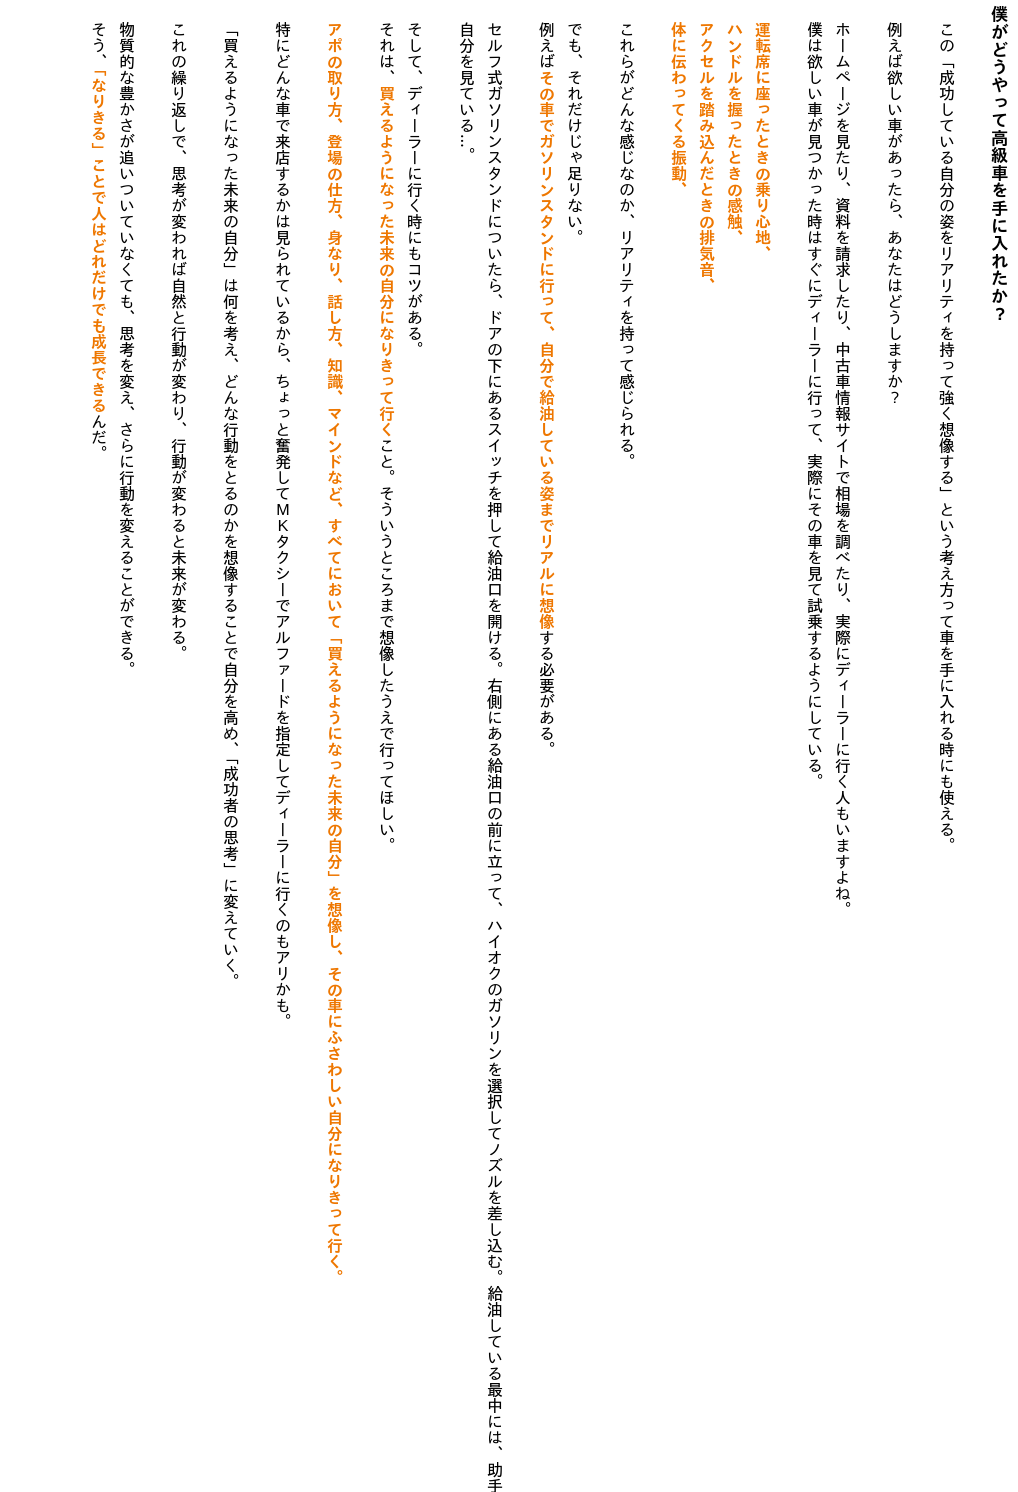 僕がどうやって高級車を手に入れたか？
この「成功している自分の姿をリアリティを持って強く想像する」という考え方って車を手に入れる時にも使える。
例えば欲しい車があったら、あなたはどうしますか？
ホームページを見たり、資料を請求したり、中古車情報サイトで相場を調べたり、実際にディーラーに行く人もいますよね。
僕は欲しい車が見つかった時はすぐにディーラーに行って、実際にその車を見て試乗するようにしている。
運転席に座ったときの乗り心地、
ハンドルを握ったときの感触、
アクセルを踏み込んだときの排気音、
体に伝わってくる振動、
これらがどんな感じなのか、リアリティを持って感じられる。
でも、それだけじゃ足りない。
例えばその車でガソリンスタンドに行って、自分で給油している姿までリアルに想像する必要がある。
セルフ式ガソリンスタンドについたら、ドアの下にあるスイッチを押して給油口を開ける。右側にある給油口の前に立って、ハイオクのガソリンを選択してノズルを差し込む。給油している最中には、助手
自分を見ている…。
そして、ディーラーに行く時にもコツがある。
それは、買えるようになった未来の自分になりきって行くこと。そういうところまで想像したうえで行ってほしい。
アポの取り方、登場の仕方、身なり、話し方、知識、マインドなど、すべてにおいて「買えるようになった未来の自分」を想像し、その車にふさわしい自分になりきって行く。
特にどんな車で来店するかは見られているから、ちょっと奮発してMKタクシーでアルファードを指定してディーラーに行くのもアリかも。
「買えるようになった未来の自分」は何を考え、どんな行動をとるのかを想像することで自分を高め、「成功者の思考」に変えていく。
これの繰り返しで、思考が変われば自然と行動が変わり、行動が変わると未来が変わる。
物質的な豊かさが追いついていなくても、思考を変え、さらに行動を変えることができる。
そう、「なりきる」ことで人はどれだけでも成長できるんだ。